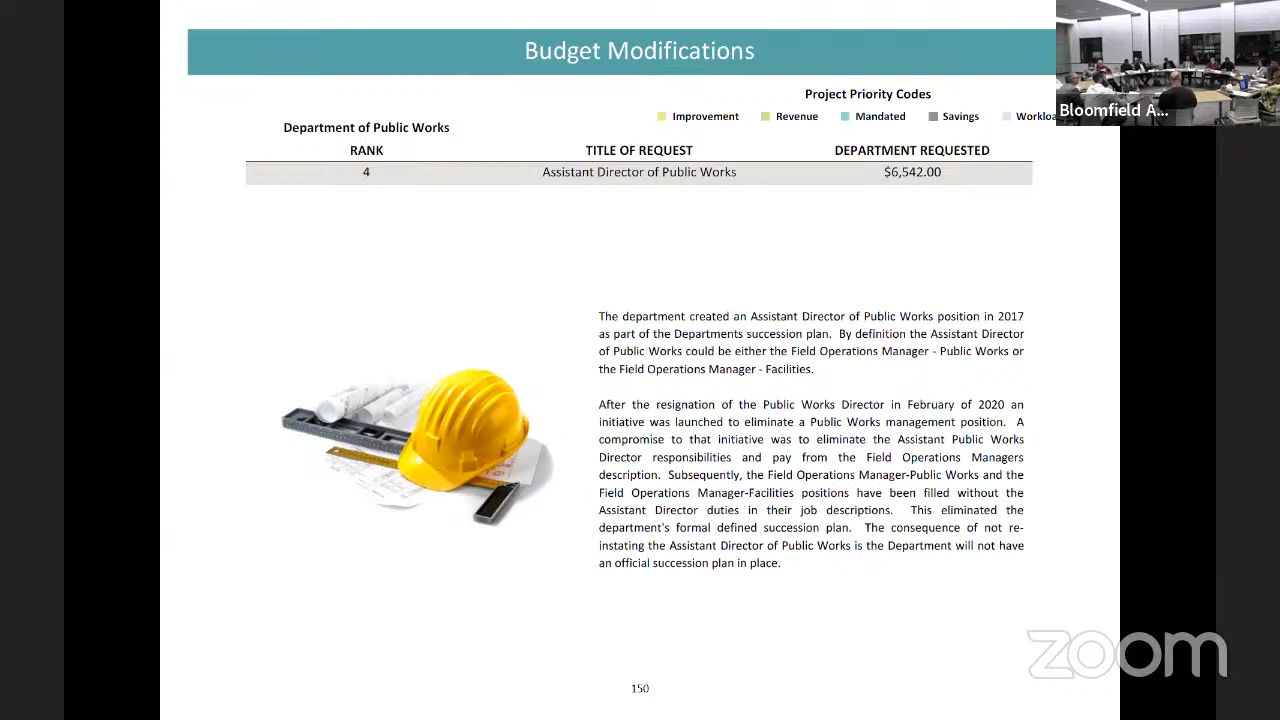 Budget Modifications
Project Priority Codes
Improvement Revenue Mandated Savings
Bloomfield A...
Department of Public Works
RANK TITLE OF REQUEST DEPARTMENT REQUESTED
4 Assistant Director of Public Works $6,542.00
The department created an Assistant Director of Public Works position in 2017
as part of the Departments succession plan. By definition the Assistant Director
of Public Works could be either the Field Operations Manager - Public Works or
the Field Operations Manager - Facilities.
After the resignation of the Public Works Director in February of 2020 an
initiative was launched to eliminate a Public Works management position. A
compromise to that initiative was to eliminate the Assistant Public Works
Director responsibilities and pay from the Field Operations Managers
description. Subsequently, the Field Operations Manager-Public Works and the
Field Operations Manager-Facilities positions have been filled without the
Assistant Director duties in their job descriptions. This eliminated the
department's formal defined succession plan. The consequence of not re-
instating the Assistant Director of Public Works is the Department will not have
an official succession plan in place.
zoom
150